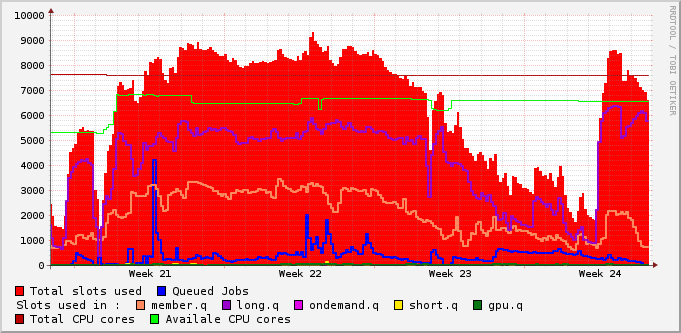 RRDTOOL / TOBI OETIKER
10000
9000
8000
7000
6000
5000
4000
3000
2000
1000
0
Week 21 Week 22 Week 23 Week 24
Total slots used Queued Jobs
Slots used in : member.q long.q ondemand.q short.q gpu.q
Total CPU cores Availale CPU cores